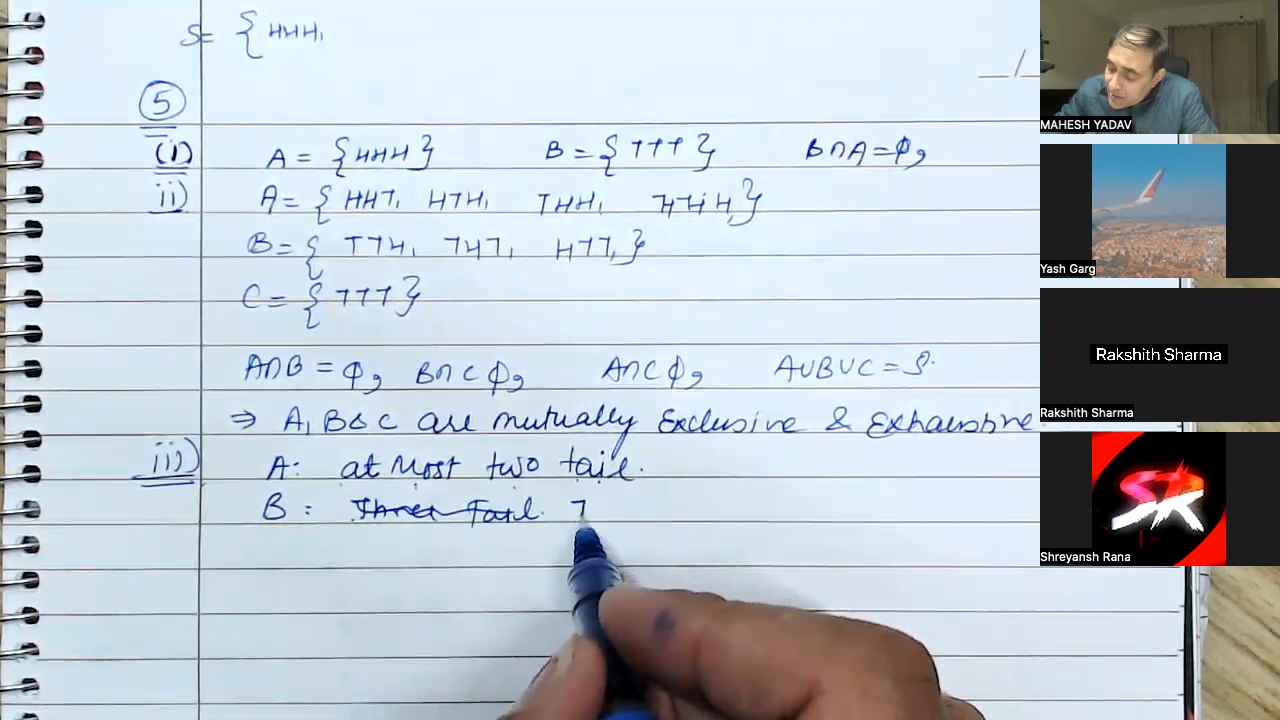 S= { HHH,
5
(i) A = {HHH} B = {TTT} B∩A=ϕ,
ii) A= { HHT, HTH, THH, HHH,}
B= { TTH, THT, HTT,}
C= { TTT}
A∩B = ϕ, B∩C ϕ, A∩C ϕ, A∪B∪C = S.
⇒ A, B & C are mutually Exclusive & Exhaustive
iii) A: at most two tail.
B: Three Tail. T
MAHESH YADAV
Yash Garg
Rakshith Sharma
Rakshith Sharma
SR
Shreyansh Rana